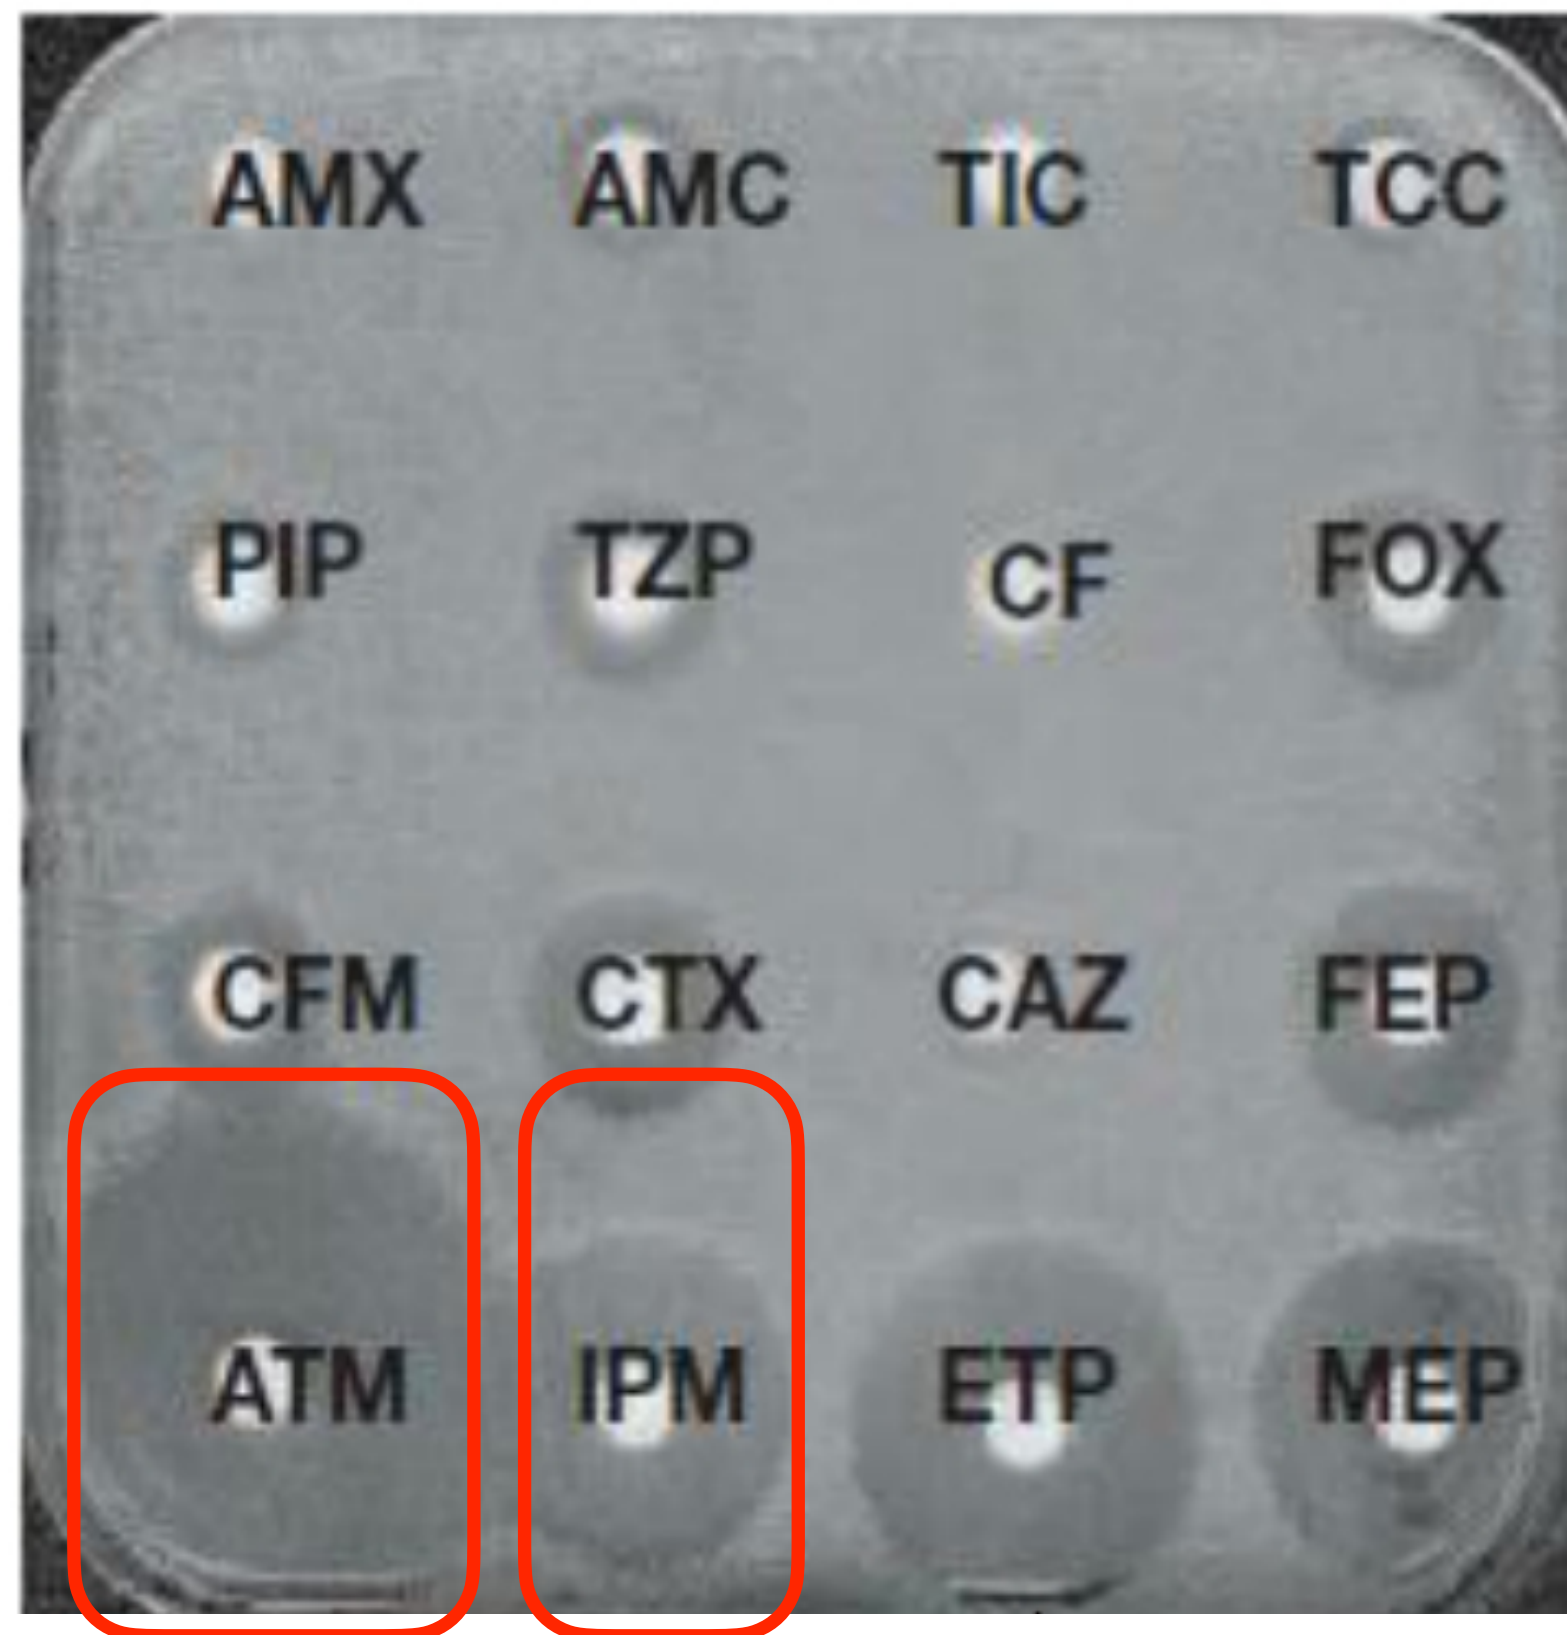 AMX AMC TIC TCC
PIP TZP CF FOX
CFM CTX CAZ FEP
ATM IPM ETP MEP